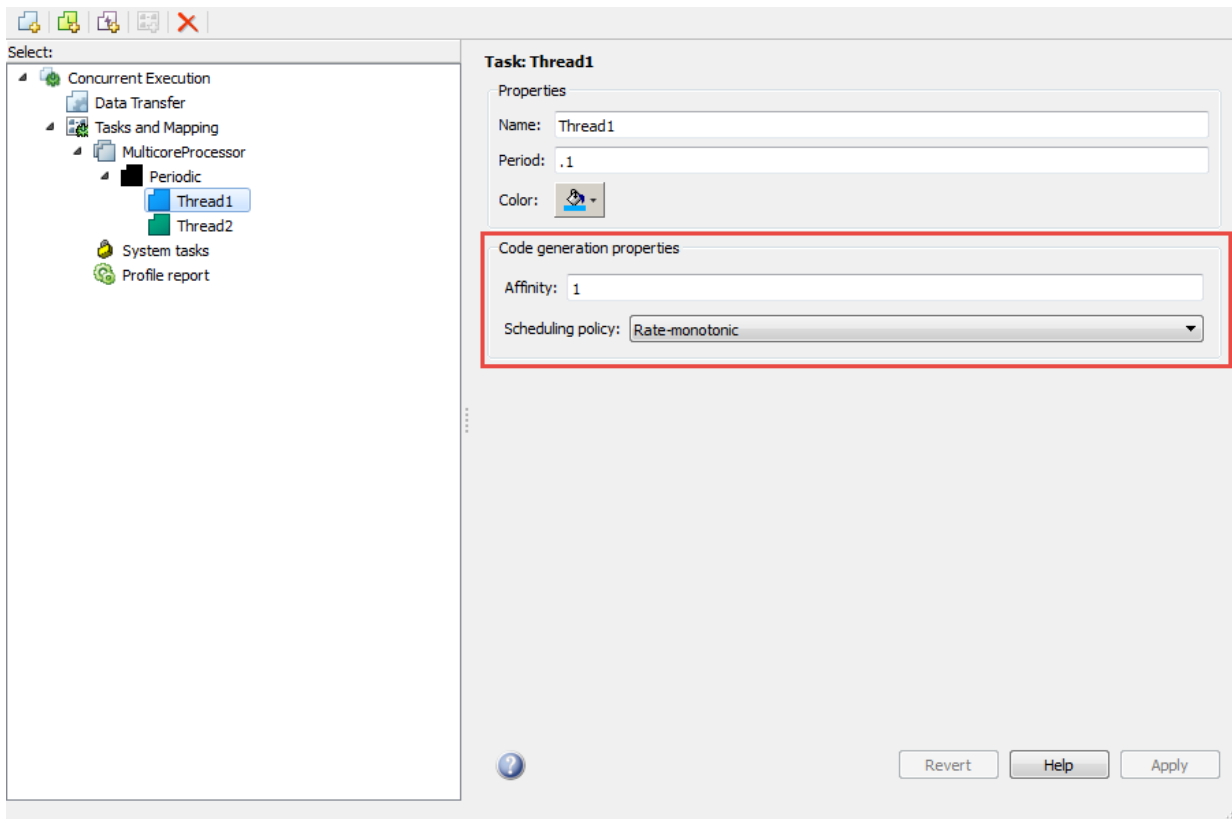 Select:
Concurrent Execution
Data Transfer
Tasks and Mapping
MulticoreProcessor
Periodic
Thread1
Thread2
System tasks
Profile report
Task: Thread1
Properties
Name: Thread1
Period: .1
Color:
Code generation properties
Affinity: 1
Scheduling policy: Rate-monotonic
Revert Help Apply